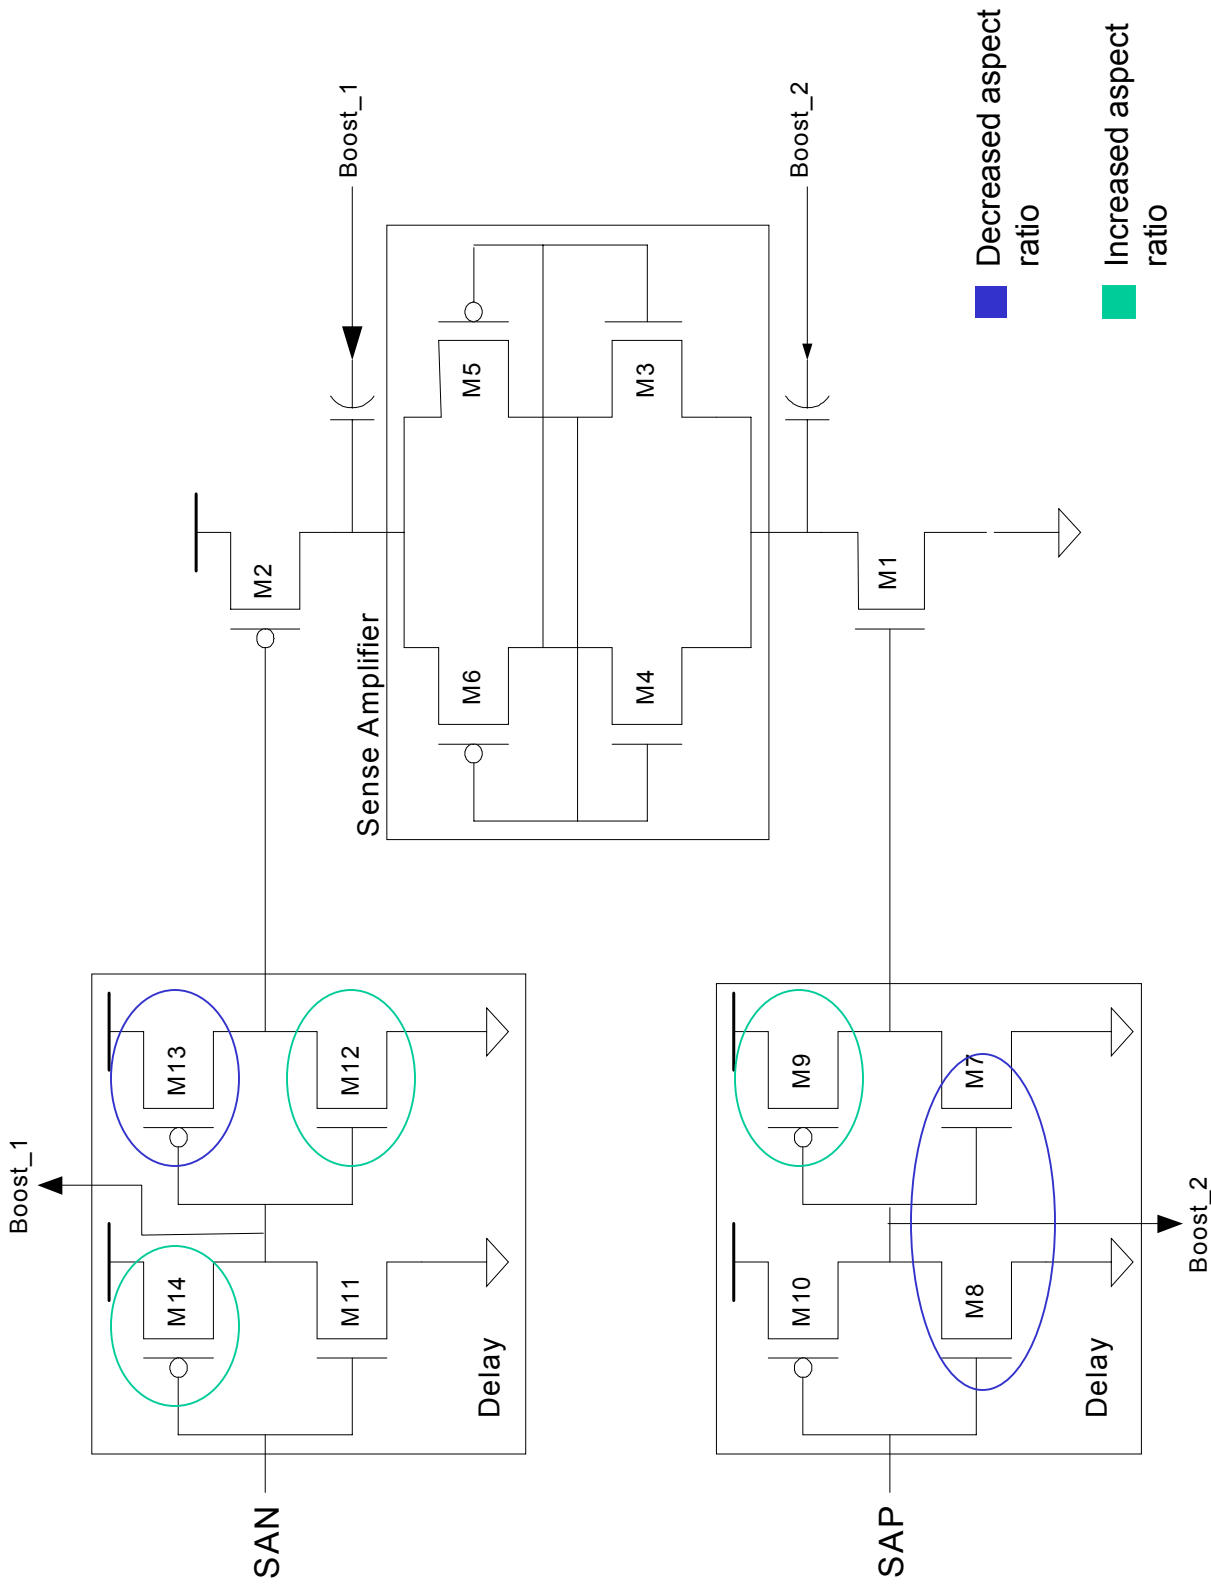 SAN
Delay
M14
M11
M13
M12
Boost_1
SAP
Delay
M10
M8
M9
M7
Boost_2
Sense Amplifier
M2
M6
M4
M5
M3
M1
Boost_1
Boost_2
Decreased aspect
ratio
Increased aspect
ratio